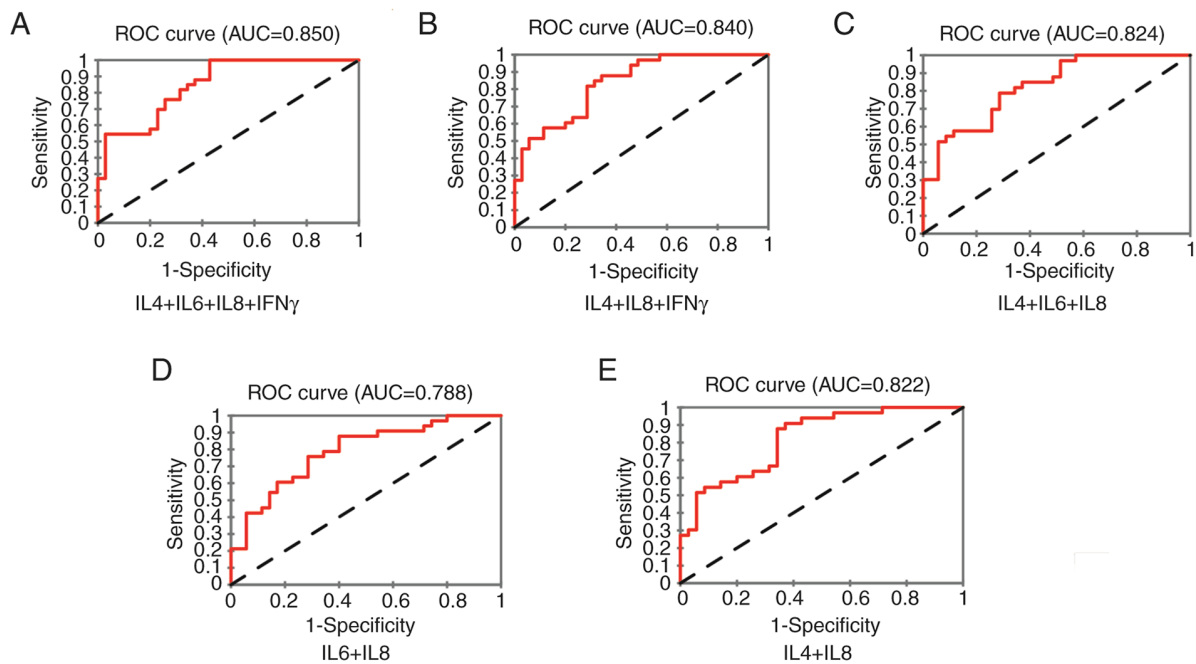 A
ROC curve (AUC=0.850)
1
0.9
0.8
0.7
0.6
0.5
0.4
0.3
0.2
0.1
0
Sensitivity
0 0.2 0.4 0.6 0.8 1
1-Specificity
IL4+IL6+IL8+IFNγ
B
ROC curve (AUC=0.840)
1
0.9
0.8
0.7
0.6
0.5
0.4
0.3
0.2
0.1
0
Sensitivity
0 0.2 0.4 0.6 0.8 1
1-Specificity
IL4+IL8+IFNγ
C
ROC curve (AUC=0.824)
1
0.9
0.8
0.7
0.6
0.5
0.4
0.3
0.2
0.1
0
Sensitivity
0 0.2 0.4 0.6 0.8 1
1-Specificity
IL4+IL6+IL8
D
ROC curve (AUC=0.788)
1
0.9
0.8
0.7
0.6
0.5
0.4
0.3
0.2
0.1
0
Sensitivity
0 0.2 0.4 0.6 0.8 1
1-Specificity
IL6+IL8
E
ROC curve (AUC=0.822)
1
0.9
0.8
0.7
0.6
0.5
0.4
0.3
0.2
0.1
0
Sensitivity
0 0.2 0.4 0.6 0.8 1
1-Specificity
IL4+IL8